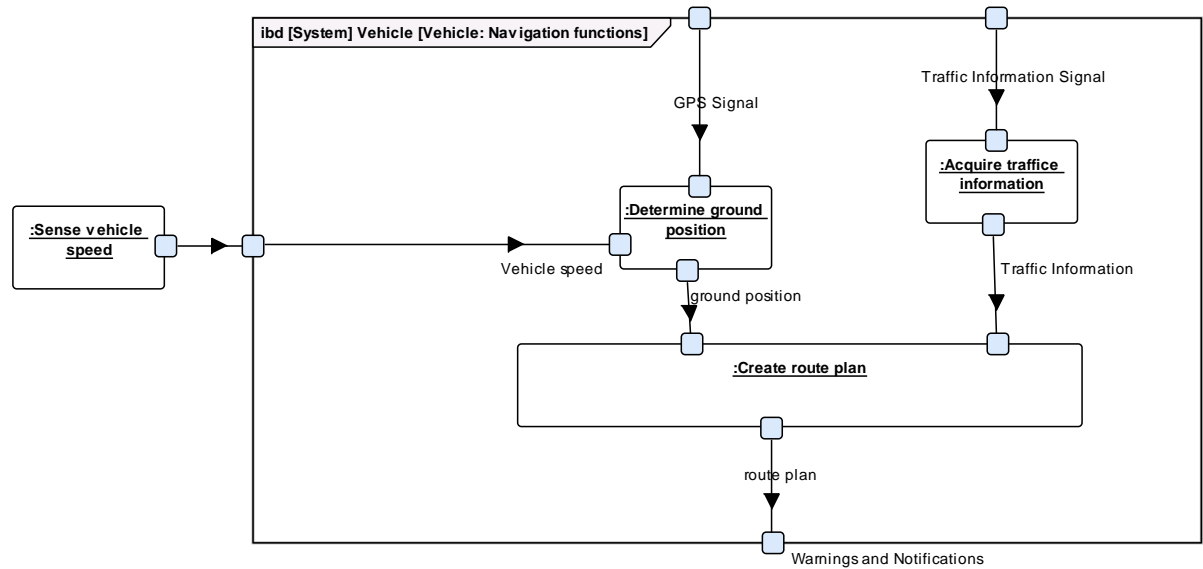 ibd [System] Vehicle [Vehicle: Navigation functions]
Traffic Information Signal
GPS Signal
:Acquire traffice
information
:Determine ground
position
:Sense vehicle
speed
Vehicle speed
Traffic Information
ground position
:Create route plan
route plan
Warnings and Notifications